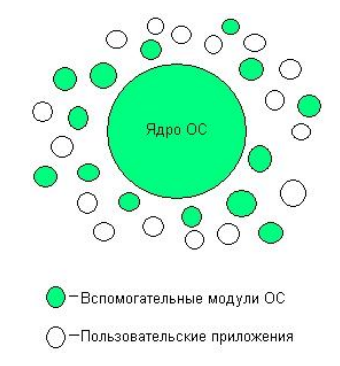 Ядро ОС
–Вспомогательные модули ОС
–Пользовательские приложения